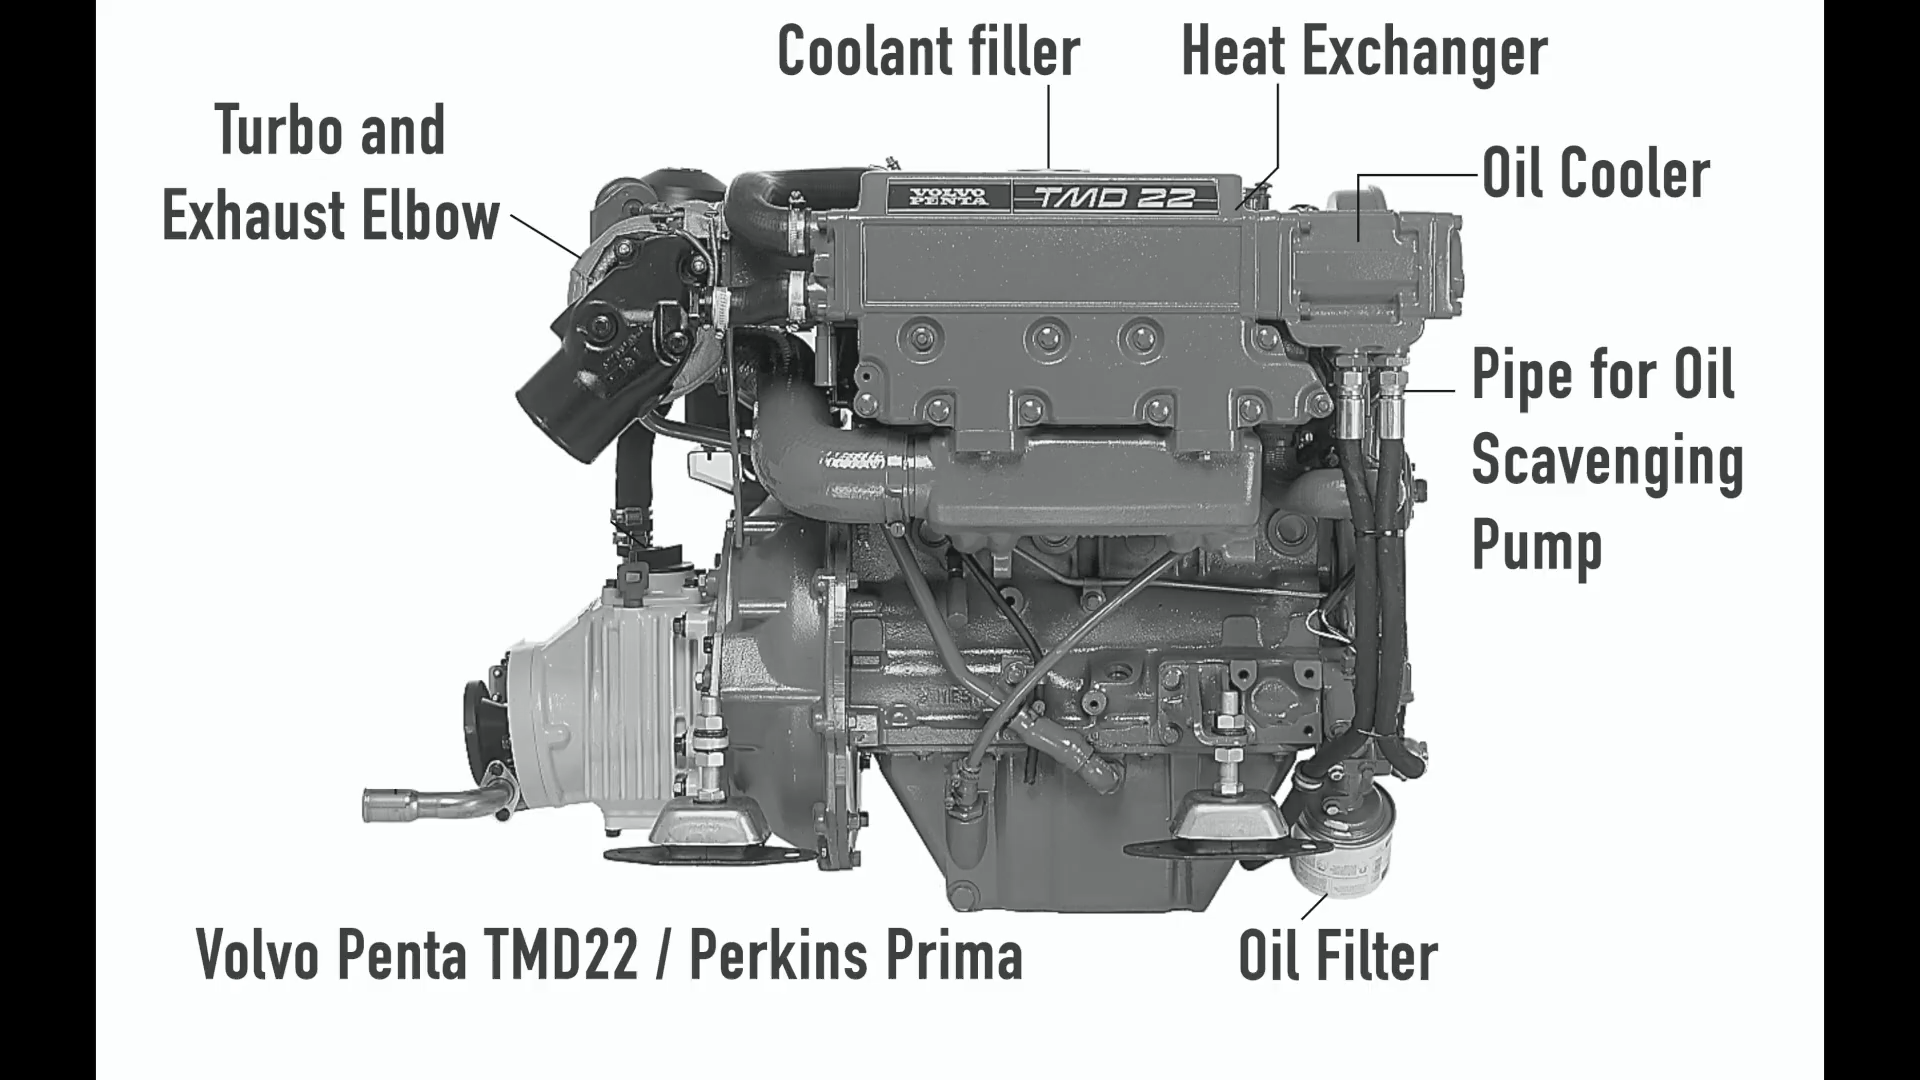 Coolant filler
Heat Exchanger
Turbo and
Exhaust Elbow
Oil Cooler
VOLVO
PENTA
TMD 22
Pipe for Oil
Scavenging
Pump
Volvo Penta TMD22 / Perkins Prima
Oil Filter